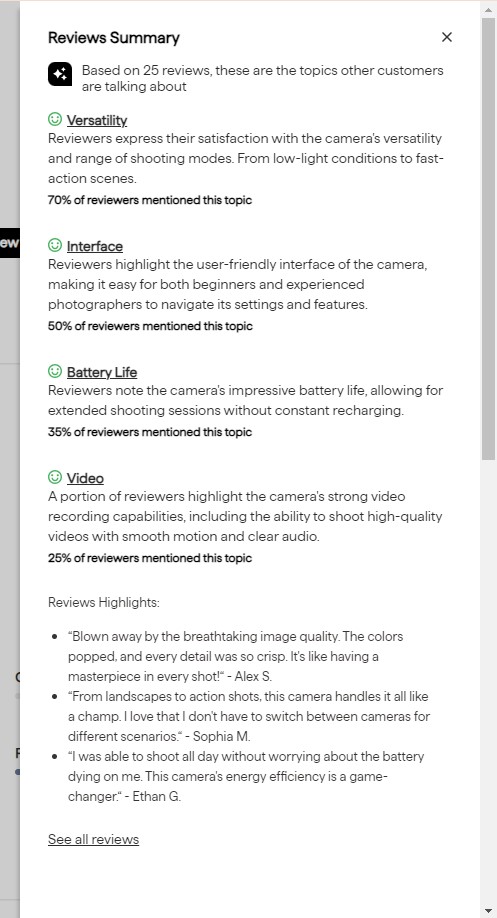 Reviews Summary
Based on 25 reviews, these are the topics other customers
are talking about
Versatility
Reviewers express their satisfaction with the camera's versatility
and range of shooting modes. From low-light conditions to fast-
action scenes.
70% of reviewers mentioned this topic
ew
Interface
Reviewers highlight the user-friendly interface of the camera,
making it easy for both beginners and experienced
photographers to navigate its settings and features.
50% of reviewers mentioned this topic
Battery Life
Reviewers note the camera's impressive battery life, allowing for
extended shooting sessions without constant recharging.
35% of reviewers mentioned this topic
Video
A portion of reviewers highlight the camera's strong video
recording capabilities, including the ability to shoot high-quality
videos with smooth motion and clear audio.
25% of reviewers mentioned this topic
Reviews Highlights:
“Blown away by the breathtaking image quality. The colors
popped, and every detail was so crisp. It's like having a
masterpiece in every shot!“ - Alex S.
“From landscapes to action shots, this camera handles it all like
a champ. I love that I don't have to switch between cameras for
different scenarios.“ - Sophia M.
“I was able to shoot all day without worrying about the battery
dying on me. This camera's energy efficiency is a game-
changer.“ - Ethan G.
See all reviews